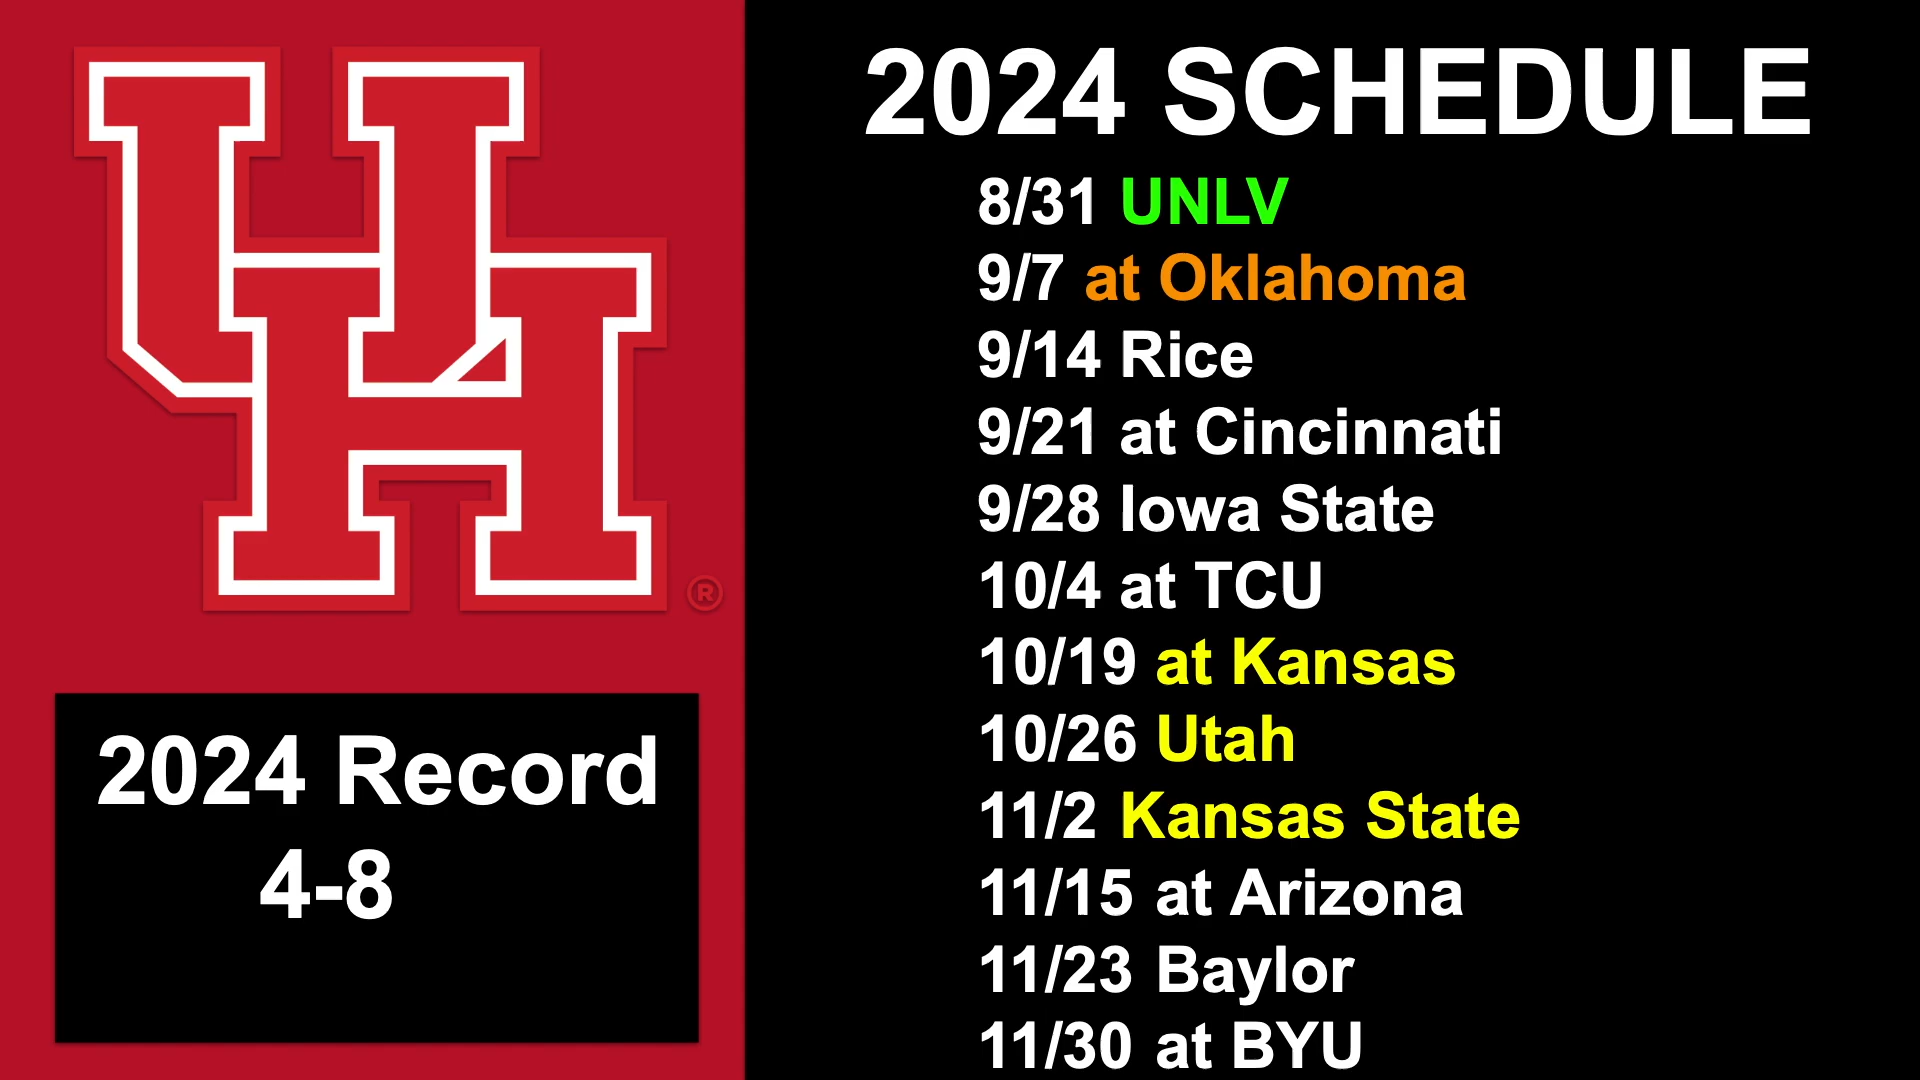 UH
®
2024 Record
4-8
2024 SCHEDULE
8/31 UNLV
9/7 at Oklahoma
9/14 Rice
9/21 at Cincinnati
9/28 Iowa State
10/4 at TCU
10/19 at Kansas
10/26 Utah
11/2 Kansas State
11/15 at Arizona
11/23 Baylor
11/30 at BYU